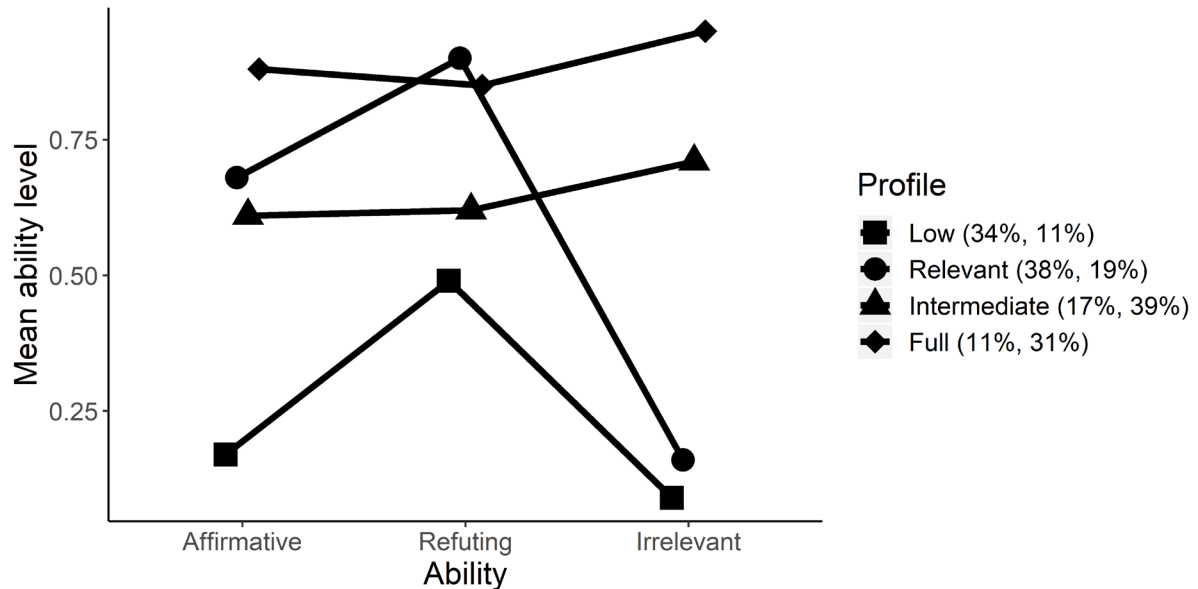 Mean ability level
0.75
0.50
0.25
Affirmative
Refuting
Irrelevant
Ability
Profile
Low (34%, 11%)
Relevant (38%, 19%)
Intermediate (17%, 39%)
Full (11%, 31%)